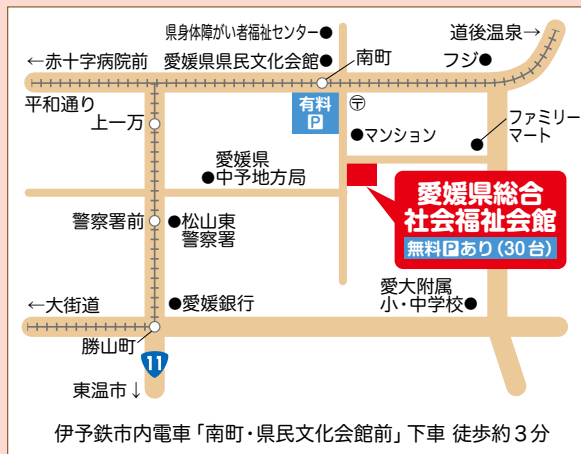 県身体障がい者福祉センター●
道後温泉→
←赤十字病院前
愛媛県県民文化会館●
南町
フジ●
平和通り
有料
P
〒
上一万
●マンション
ファミリー
マート
愛媛県
●中予地方局
愛媛県総合
社会福祉会館
無料Pあり（30台）
警察署前
●松山東
警察署
←大街道
●愛媛銀行
愛大附属
小・中学校●
勝山町
11
東温市↓
伊予鉄市内電車「南町・県民文化会館前」下車 徒歩約3分